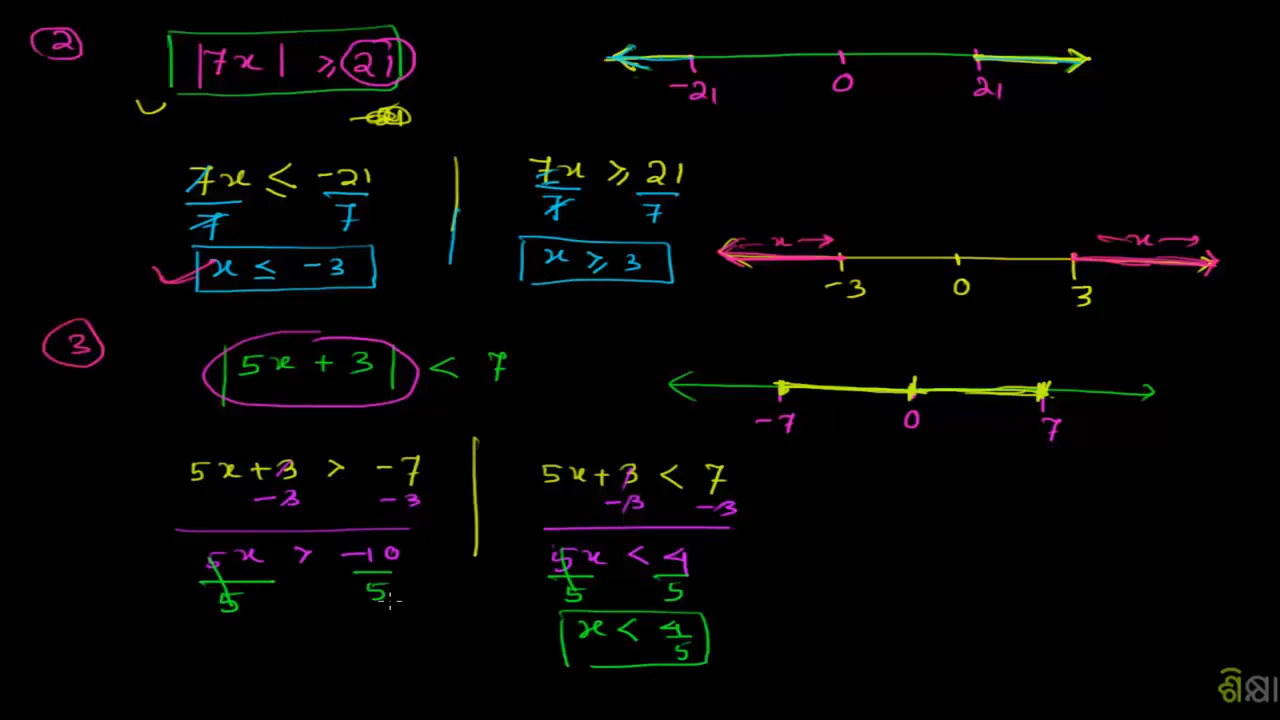 2 |7x| ≥ 21
-21 0 21
7x ≤ -21 7x ≥ 21
7 7 7 7
x ≤ -3 x ≥ 3
x x
-3 0 3
3 |5x + 3| < 7
-7 0 7
5x+3 > -7 5x+3 < 7
-3 -3 -3 -3
5x > -10 5x < 4
5 5 5 5
x < 4/5
ଶିକ୍ଷା